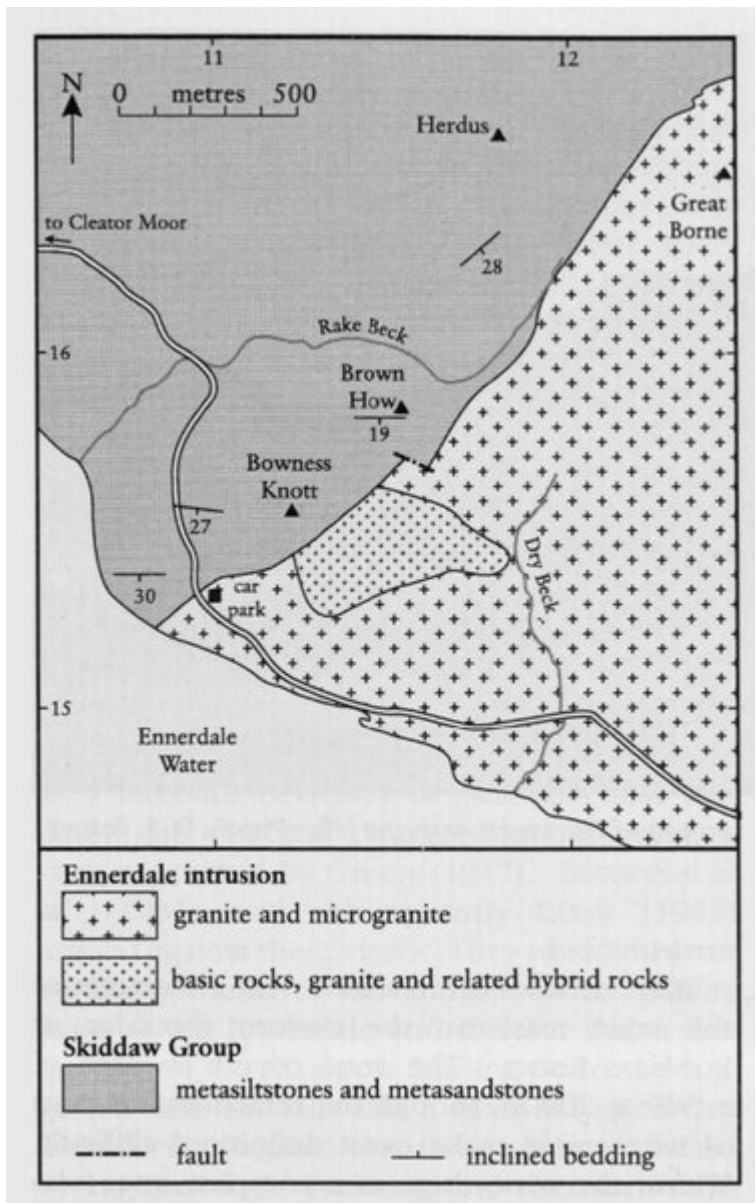 11
12
N
0 metres 500
Herdus
to Cleator Moor
Great
Borne
28
Rake Beck
16
Brown
How
19
Bowness
Knott
27
30
car
park
Dry Beck
15
Ennerdale
Water
Ennerdale intrusion
granite and microgranite
basic rocks, granite and related hybrid rocks
Skiddaw Group
metasiltstones and metasandstones
fault
inclined bedding